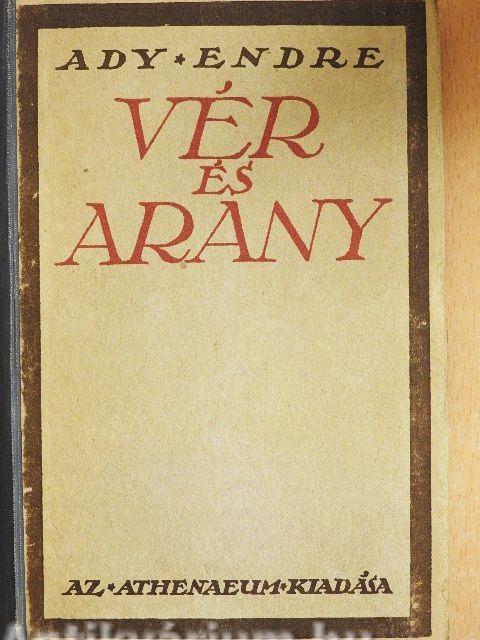 ADY * ENDRE
VÉR
ÉS
ARANY
AZ * ATHENAEUM * KIADÁSA